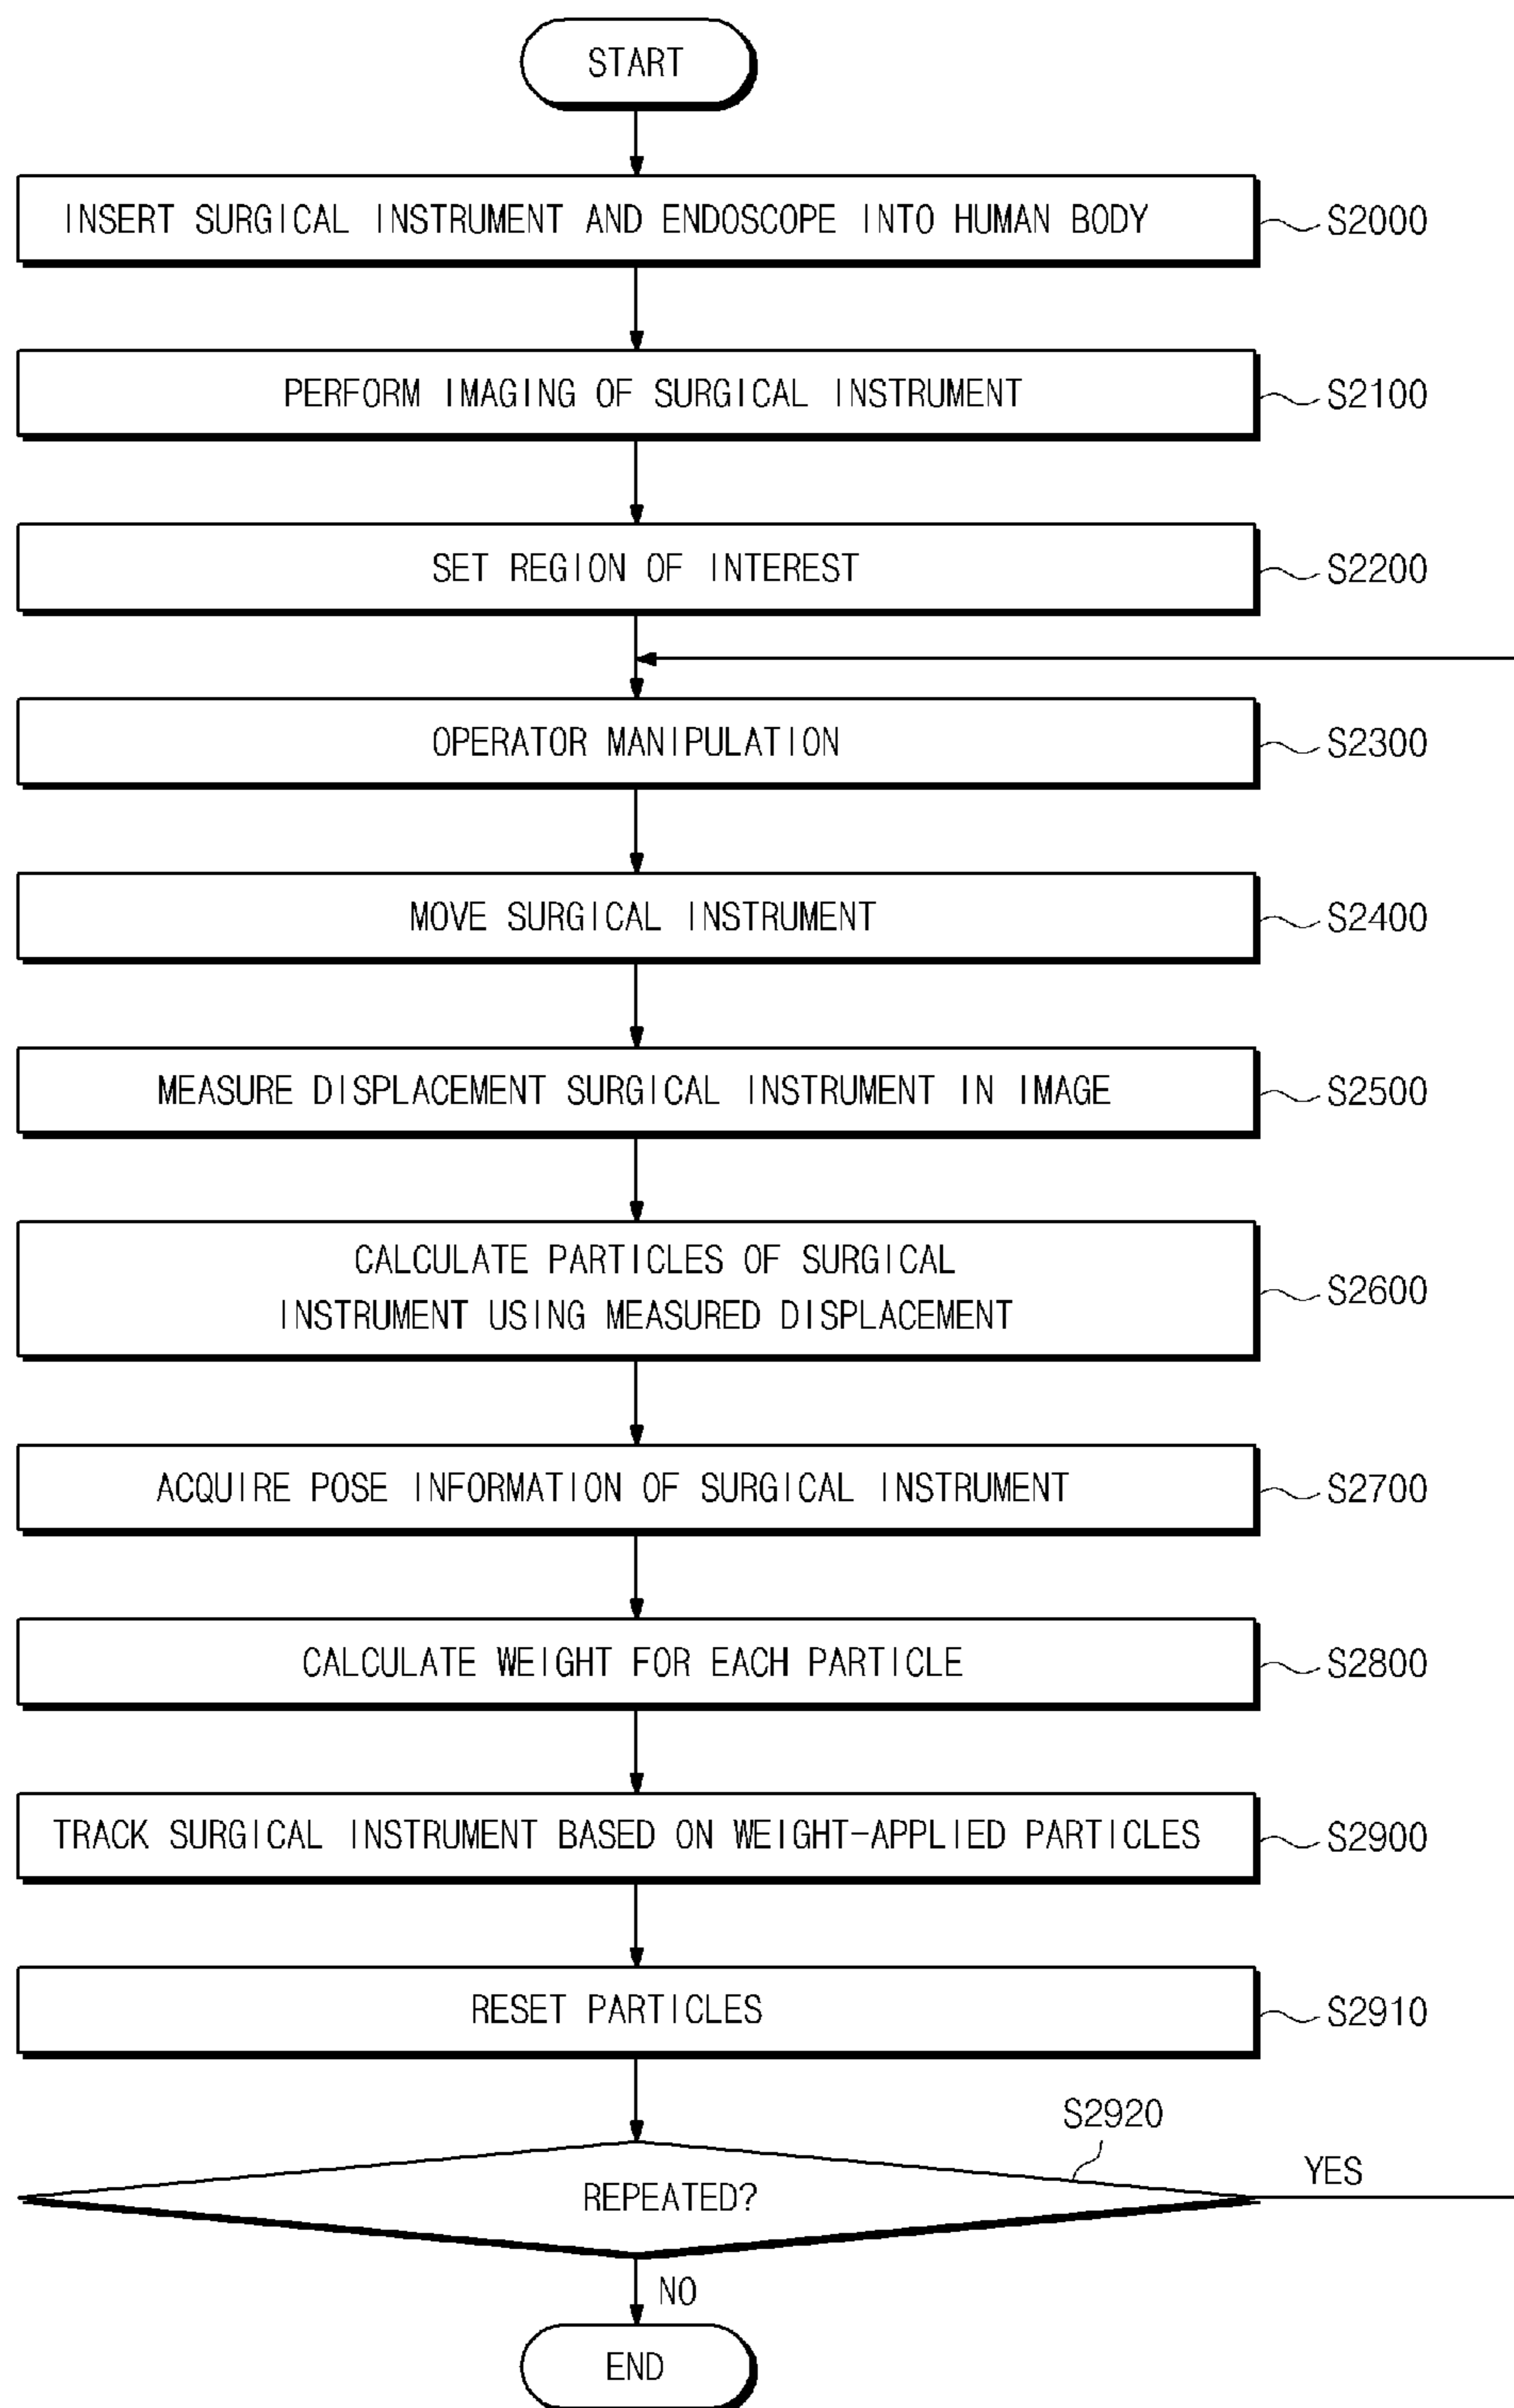 START
INSERT SURGICAL INSTRUMENT AND ENDOSCOPE INTO HUMAN BODY
S2000
PERFORM IMAGING OF SURGICAL INSTRUMENT
S2100
SET REGION OF INTEREST
S2200
OPERATOR MANIPULATION
S2300
MOVE SURGICAL INSTRUMENT
S2400
MEASURE DISPLACEMENT SURGICAL INSTRUMENT IN IMAGE
S2500
CALCULATE PARTICLES OF SURGICAL
INSTRUMENT USING MEASURED DISPLACEMENT
S2600
ACQUIRE POSE INFORMATION OF SURGICAL INSTRUMENT
S2700
CALCULATE WEIGHT FOR EACH PARTICLE
S2800
TRACK SURGICAL INSTRUMENT BASED ON WEIGHT-APPLIED PARTICLES
S2900
RESET PARTICLES
S2910
S2920
REPEATED?
YES
NO
END